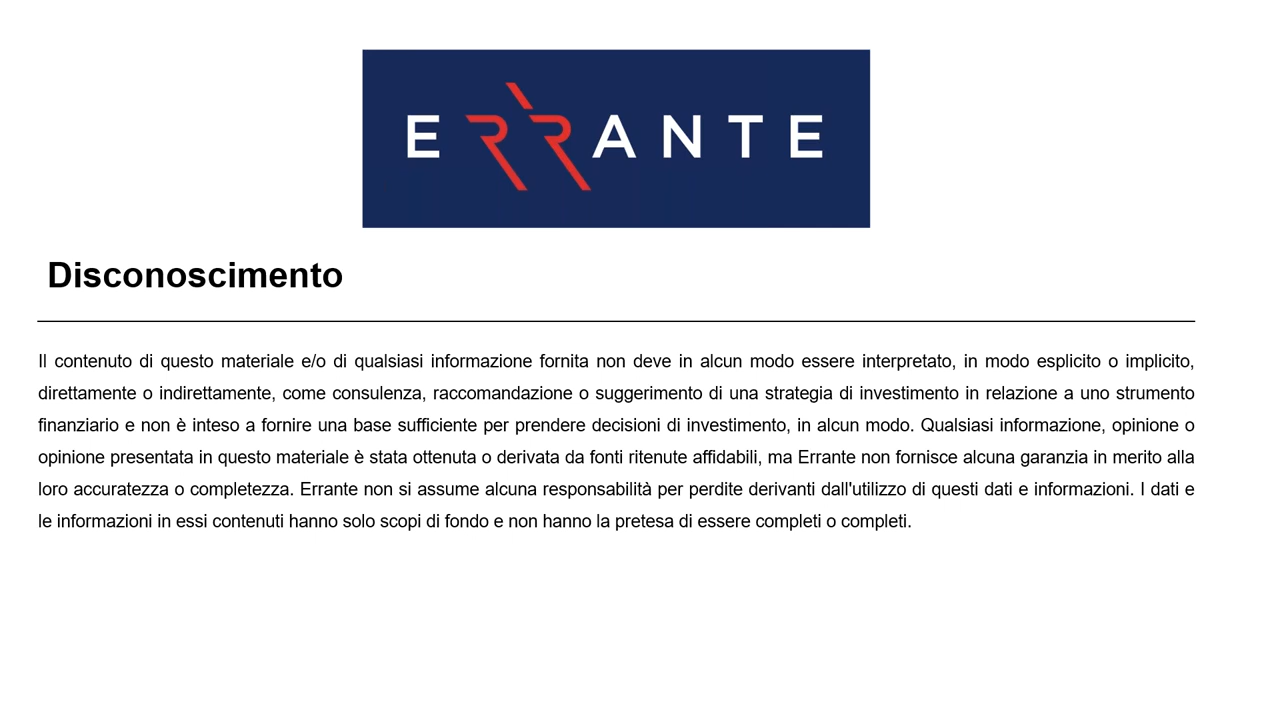 ERRANTE
Disconoscimento
Il contenuto di questo materiale e/o di qualsiasi informazione fornita non deve in alcun modo essere interpretato, in modo esplicito o implicito,
direttamente o indirettamente, come consulenza, raccomandazione o suggerimento di una strategia di investimento in relazione a uno strumento
finanziario e non è inteso a fornire una base sufficiente per prendere decisioni di investimento, in alcun modo. Qualsiasi informazione, opinione o
opinione presentata in questo materiale è stata ottenuta o derivata da fonti ritenute affidabili, ma Errante non fornisce alcuna garanzia in merito alla
loro accuratezza o completezza. Errante non si assume alcuna responsabilità per perdite derivanti dall'utilizzo di questi dati e informazioni. I dati e
le informazioni in essi contenuti hanno solo scopi di fondo e non hanno la pretesa di essere completi o completi.